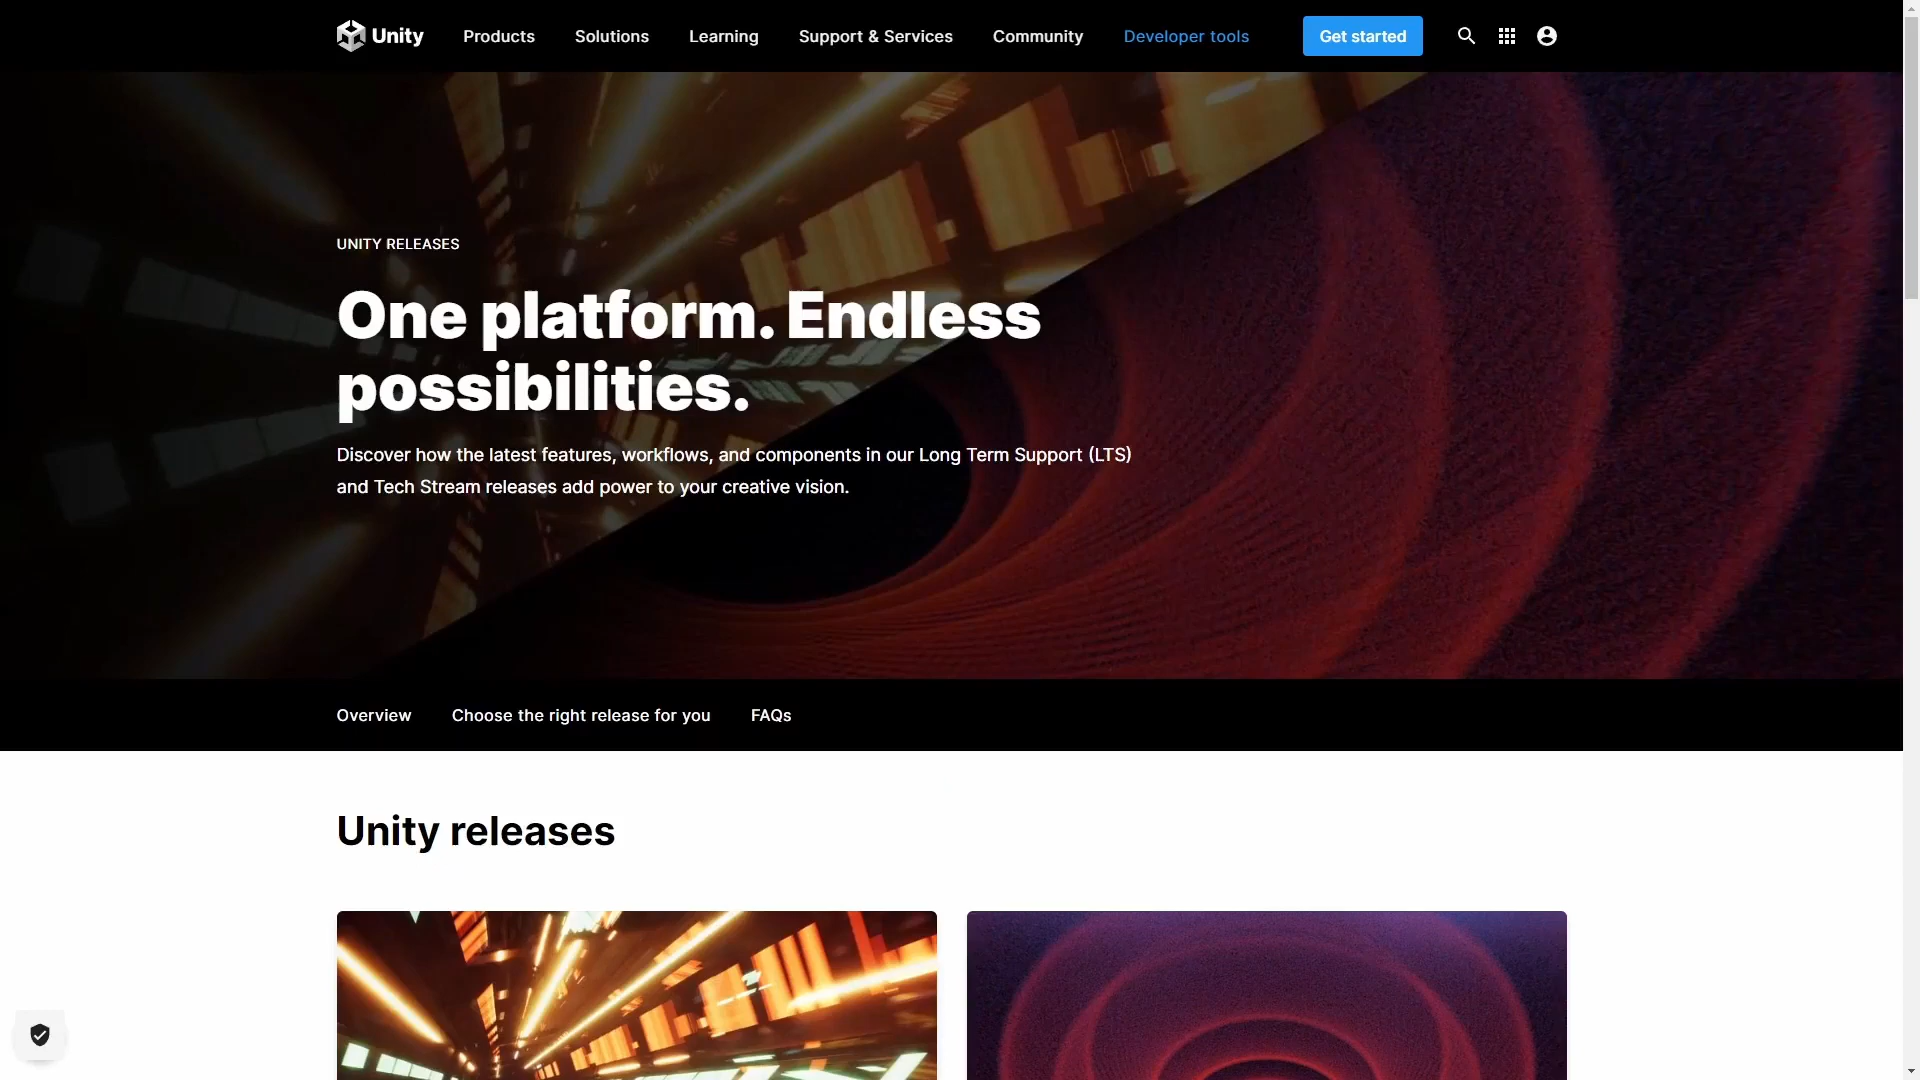 Unity
Products
Solutions
Learning
Support & Services
Community
Developer tools
Get started
UNITY RELEASES
One platform. Endless
possibilities.
Discover how the latest features, workflows, and components in our Long Term Support (LTS)
and Tech Stream releases add power to your creative vision.
Overview
Choose the right release for you
FAQs
Unity releases